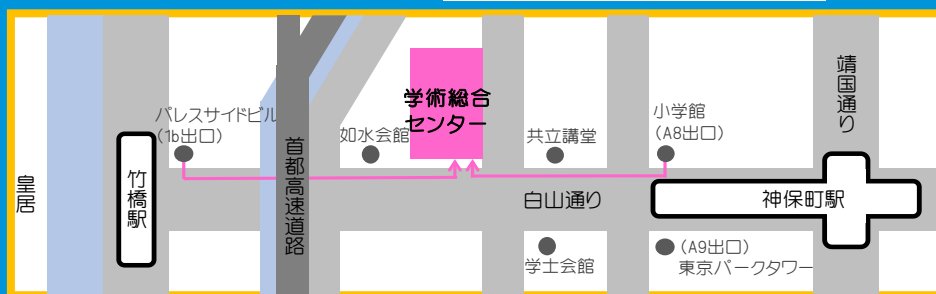 パレスサイドビル
(1b出口)
如水会館
学術総合
センター
共立講堂
小学館
(A8出口)
靖国通り
皇居
竹橋駅
首都高速道路
白山通り
神保町駅
学士会館
(A9出口)
東京パークタワー